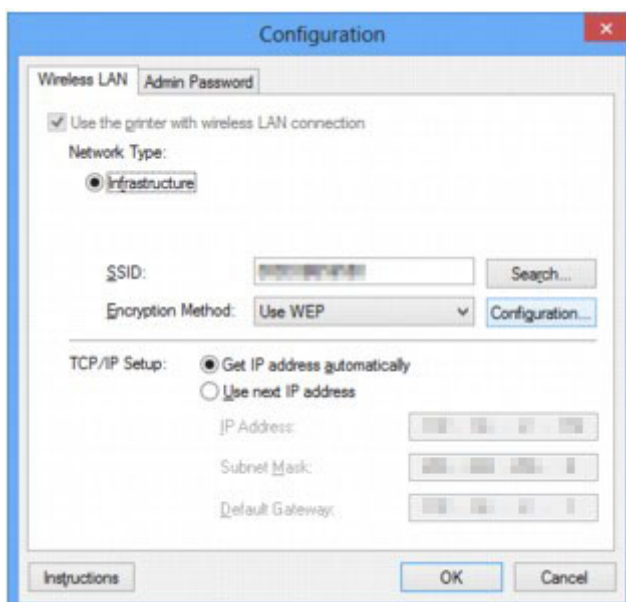 Configuration
Wireless LAN Admin Password
Use the printer with wireless LAN connection
Network Type:
Infrastructure
SSID: Search...
Encryption Method: Use WEP Configuration...
TCP/IP Setup: Get IP address automatically
Use next IP address
IP Address:
Subnet Mask:
Default Gateway:
Instructions OK Cancel